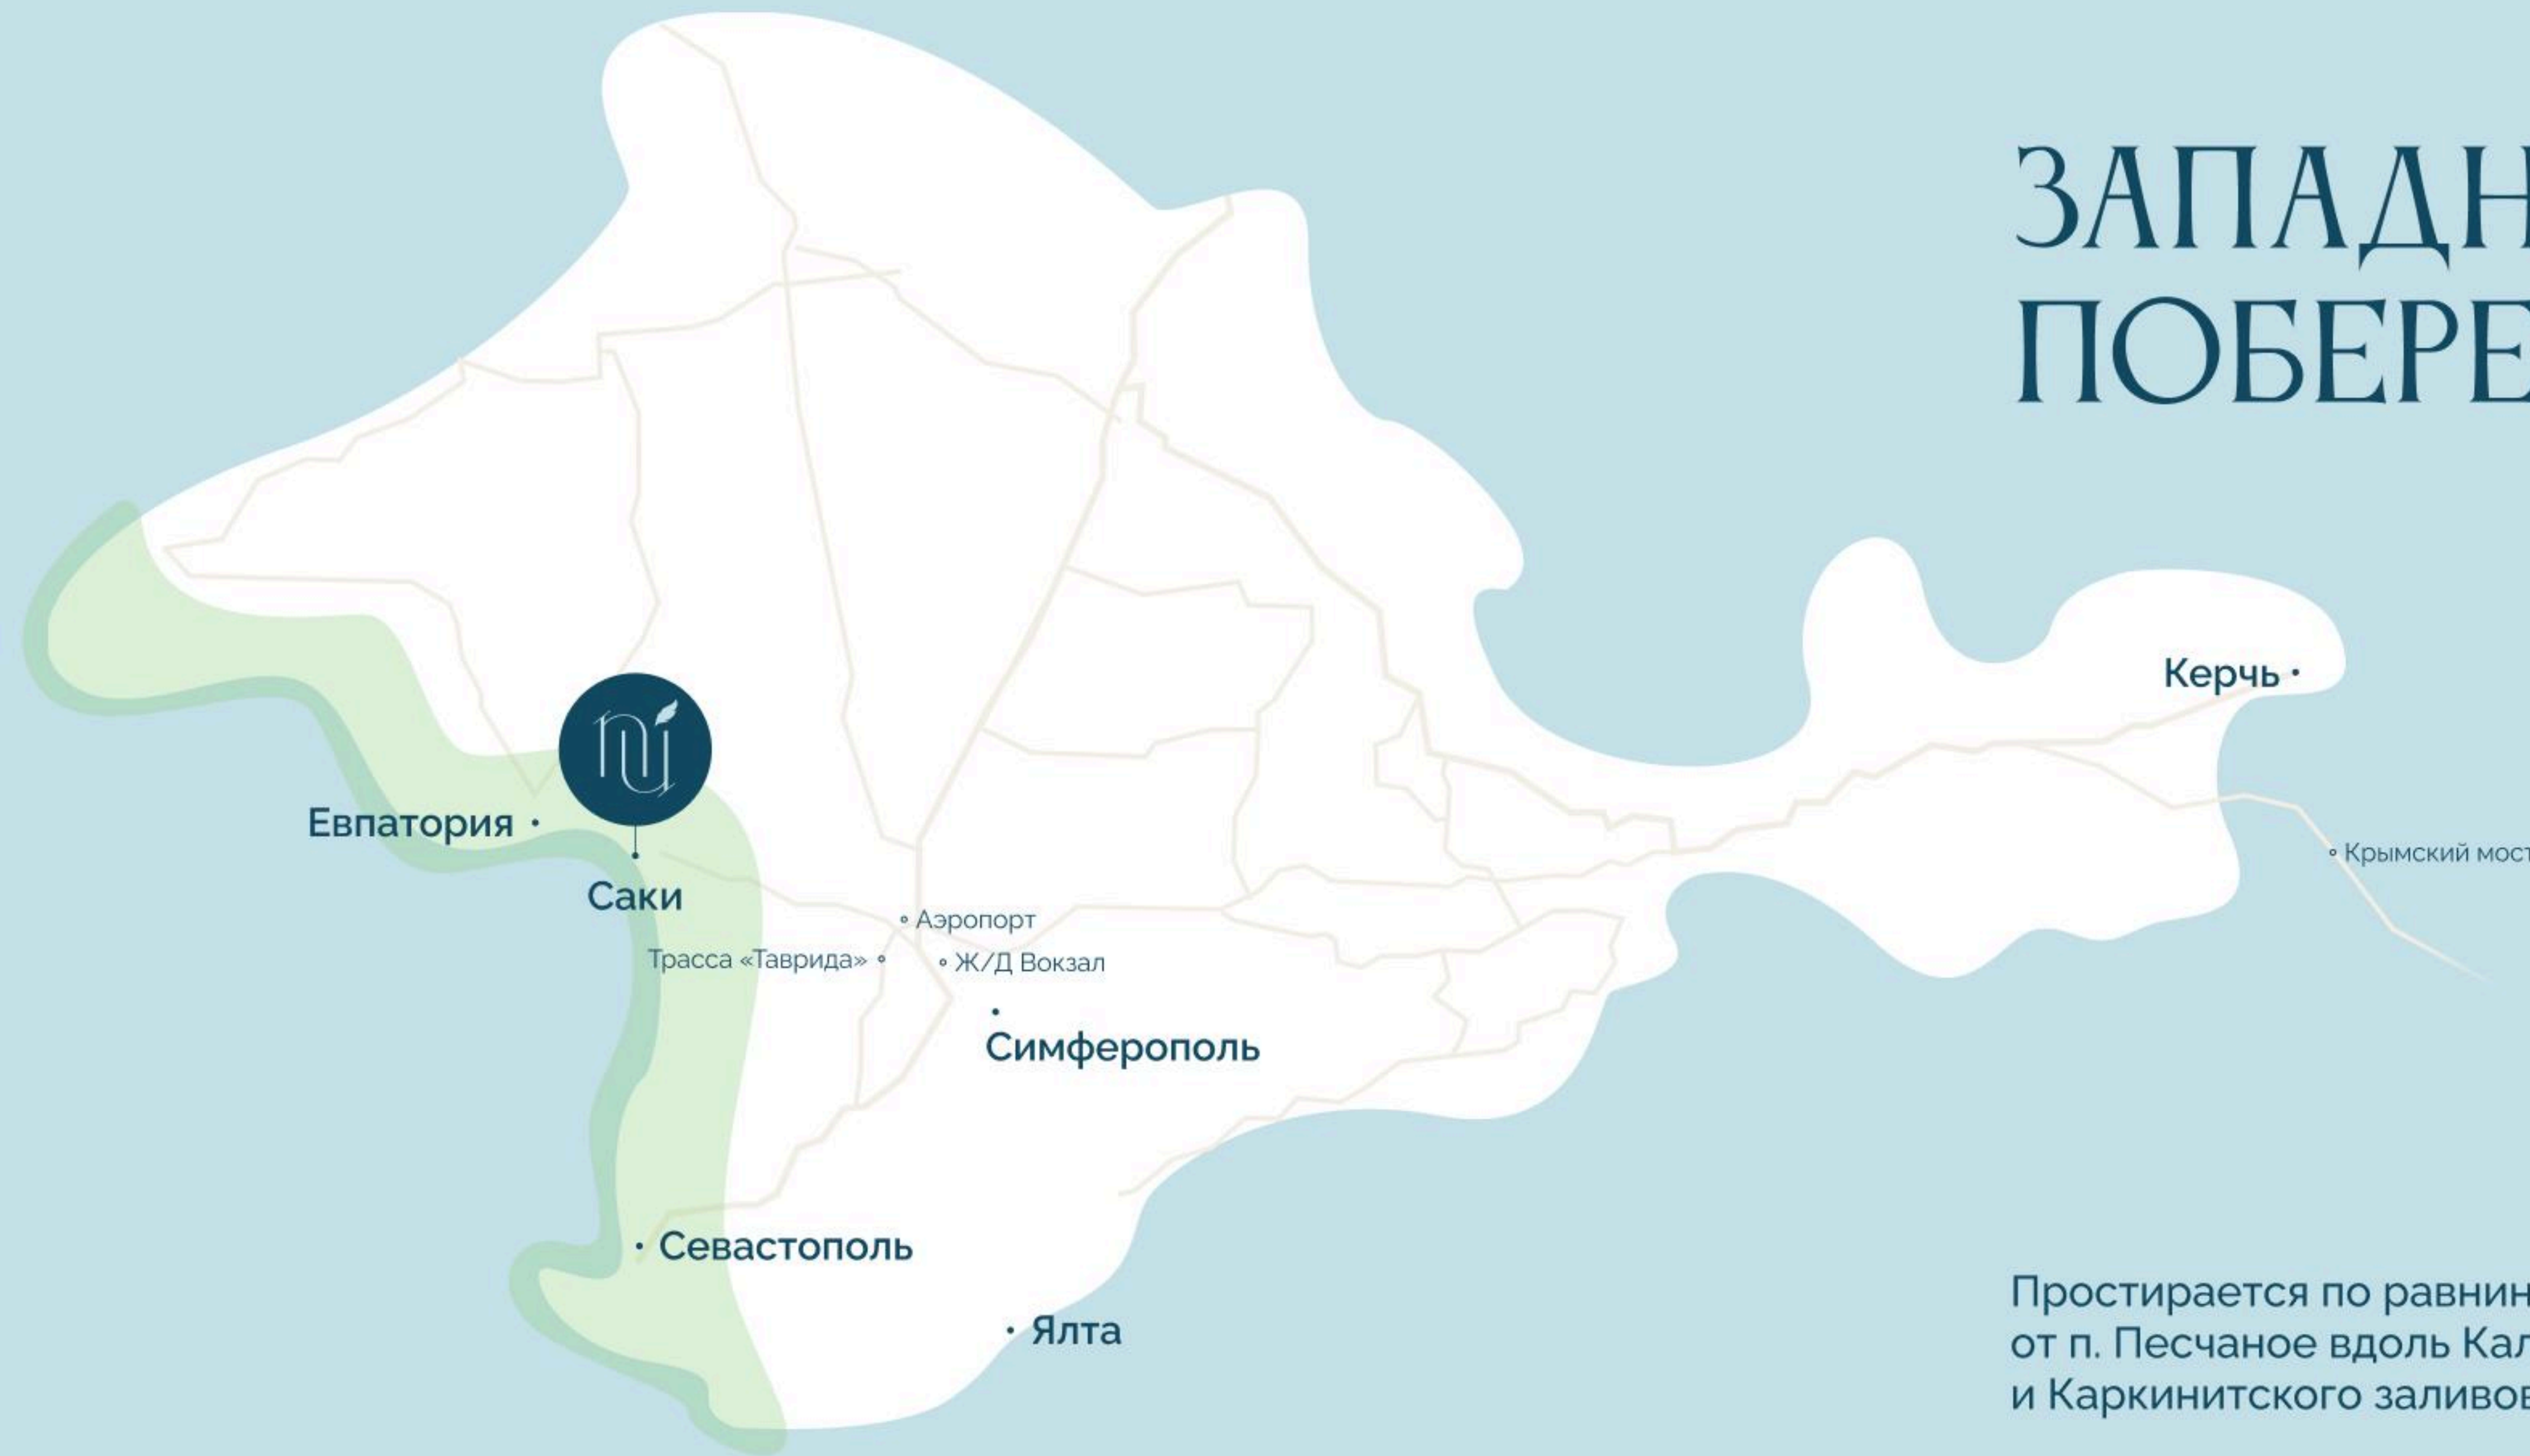 ЗАПАДН
ПОБЕРЕ
Керчь
Евпатория
Крымский мост
Саки
Аэропорт
Трасса «Таврида»
Ж/Д Вокзал
Симферополь
Севастополь
Ялта
Простирается по равнин
от п. Песчаное вдоль Кал
и Каркинитского заливов